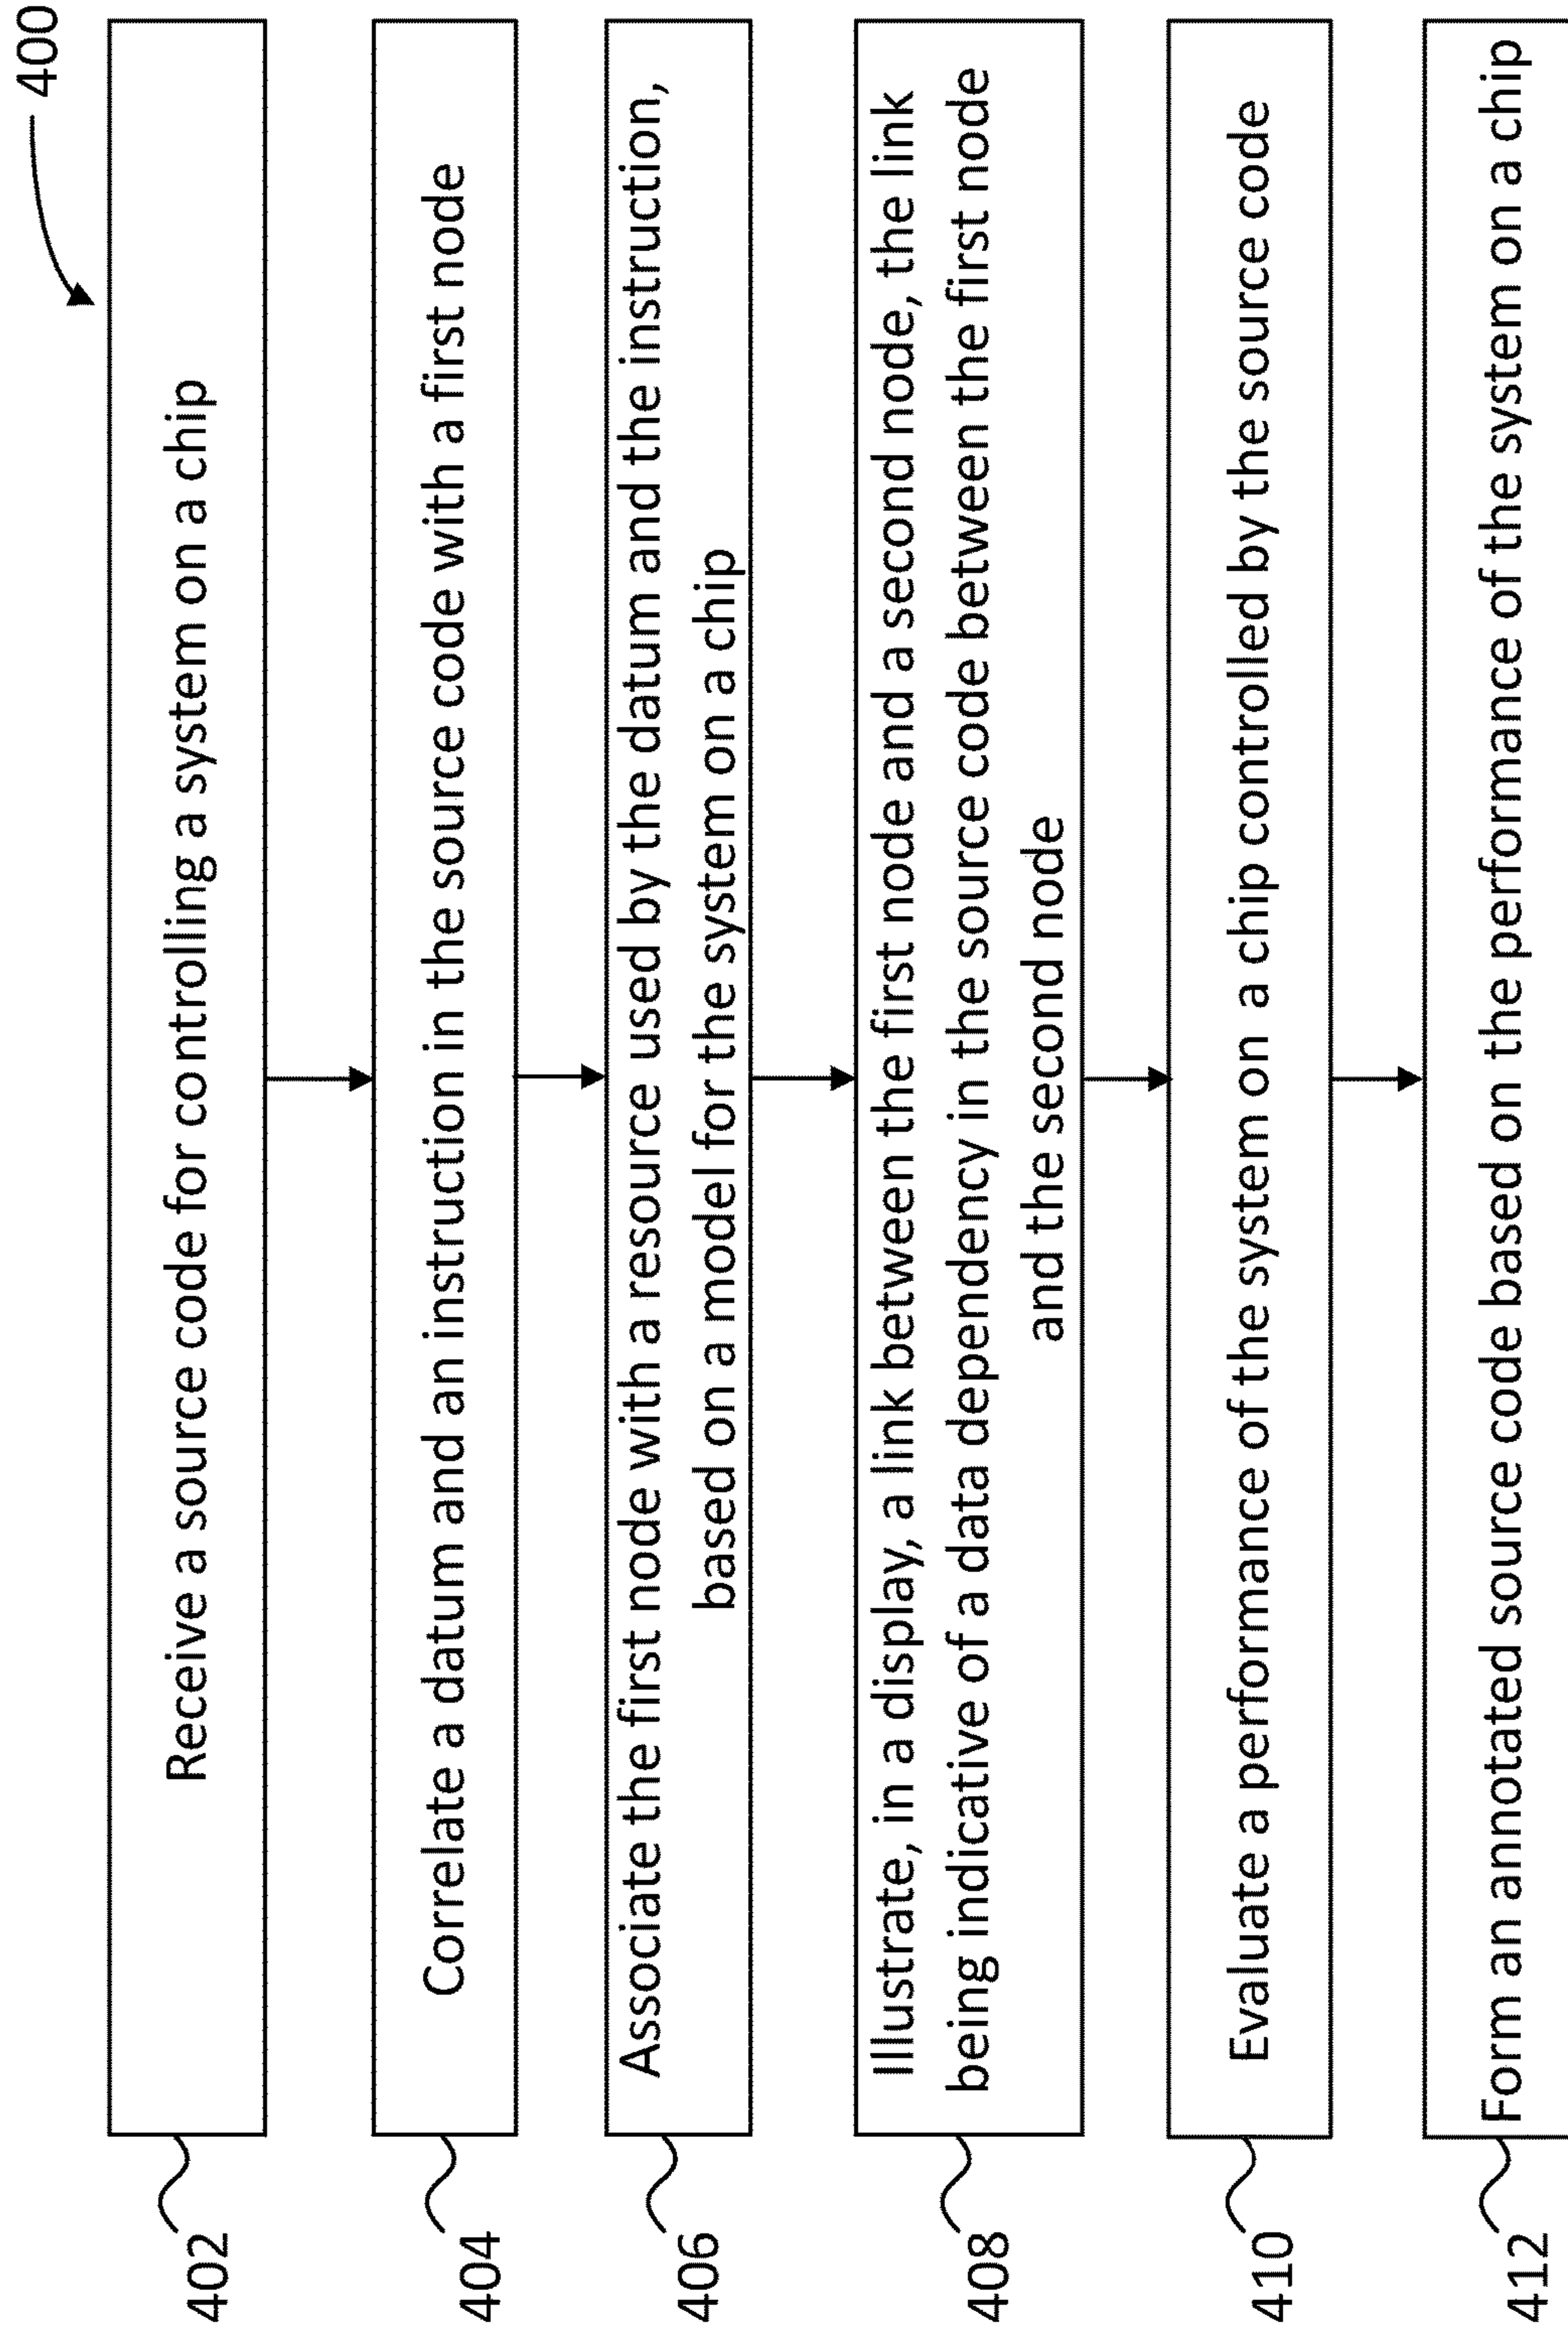 400
402
Receive a source code for controlling a system on a chip
404
Correlate a datum and an instruction in the source code with a first node
406
Associate the first node with a resource used by the datum and the instruction,
based on a model for the system on a chip
408
Illustrate, in a display, a link between the first node and a second node, the link
being indicative of a data dependency in the source code between the first node
and the second node
410
Evaluate a performance of the system on a chip controlled by the source code
412
Form an annotated source code based on the performance of the system on a chip